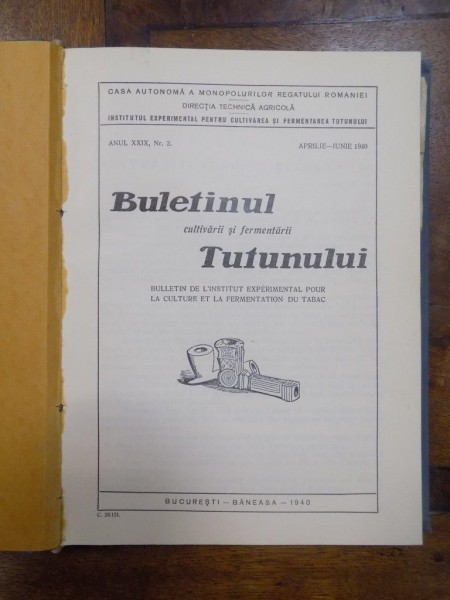 CASA AUTONOMĂ A MONOPOLURILOR REGATULUI ROMANIEI
DIRECȚIA TECHNICĂ AGRICOLĂ
INSTITUTUL EXPERIMENTAL PENTRU CULTIVAREA ȘI FERMENTAREA TUTUNULUI
ANUL XXIX, Nr. 2. APRILIE—IUNIE 1940
Buletinul
cultivării și fermentării
Tutunului
BULLETIN DE L'INSTITUT EXPÉRIMENTAL POUR
LA CULTURE ET LA FERMENTATION DU TABAC
BUCUREȘTI — BĂNEASA — 1940